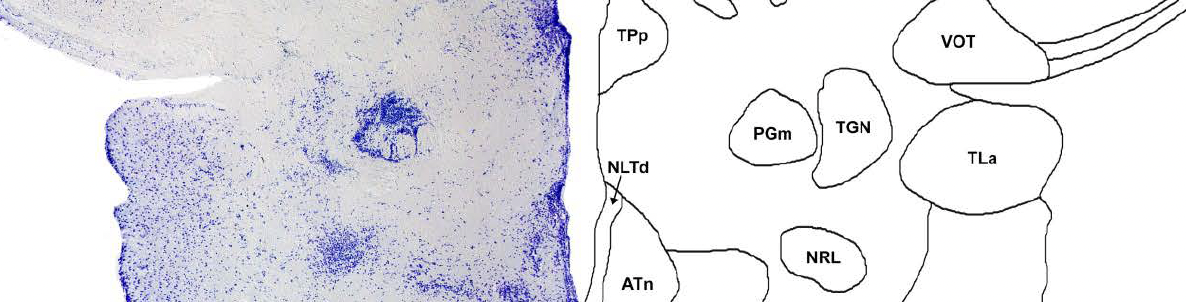 TPp
VOT
PGm
TGN
TLa
NLTd
NRL
ATn